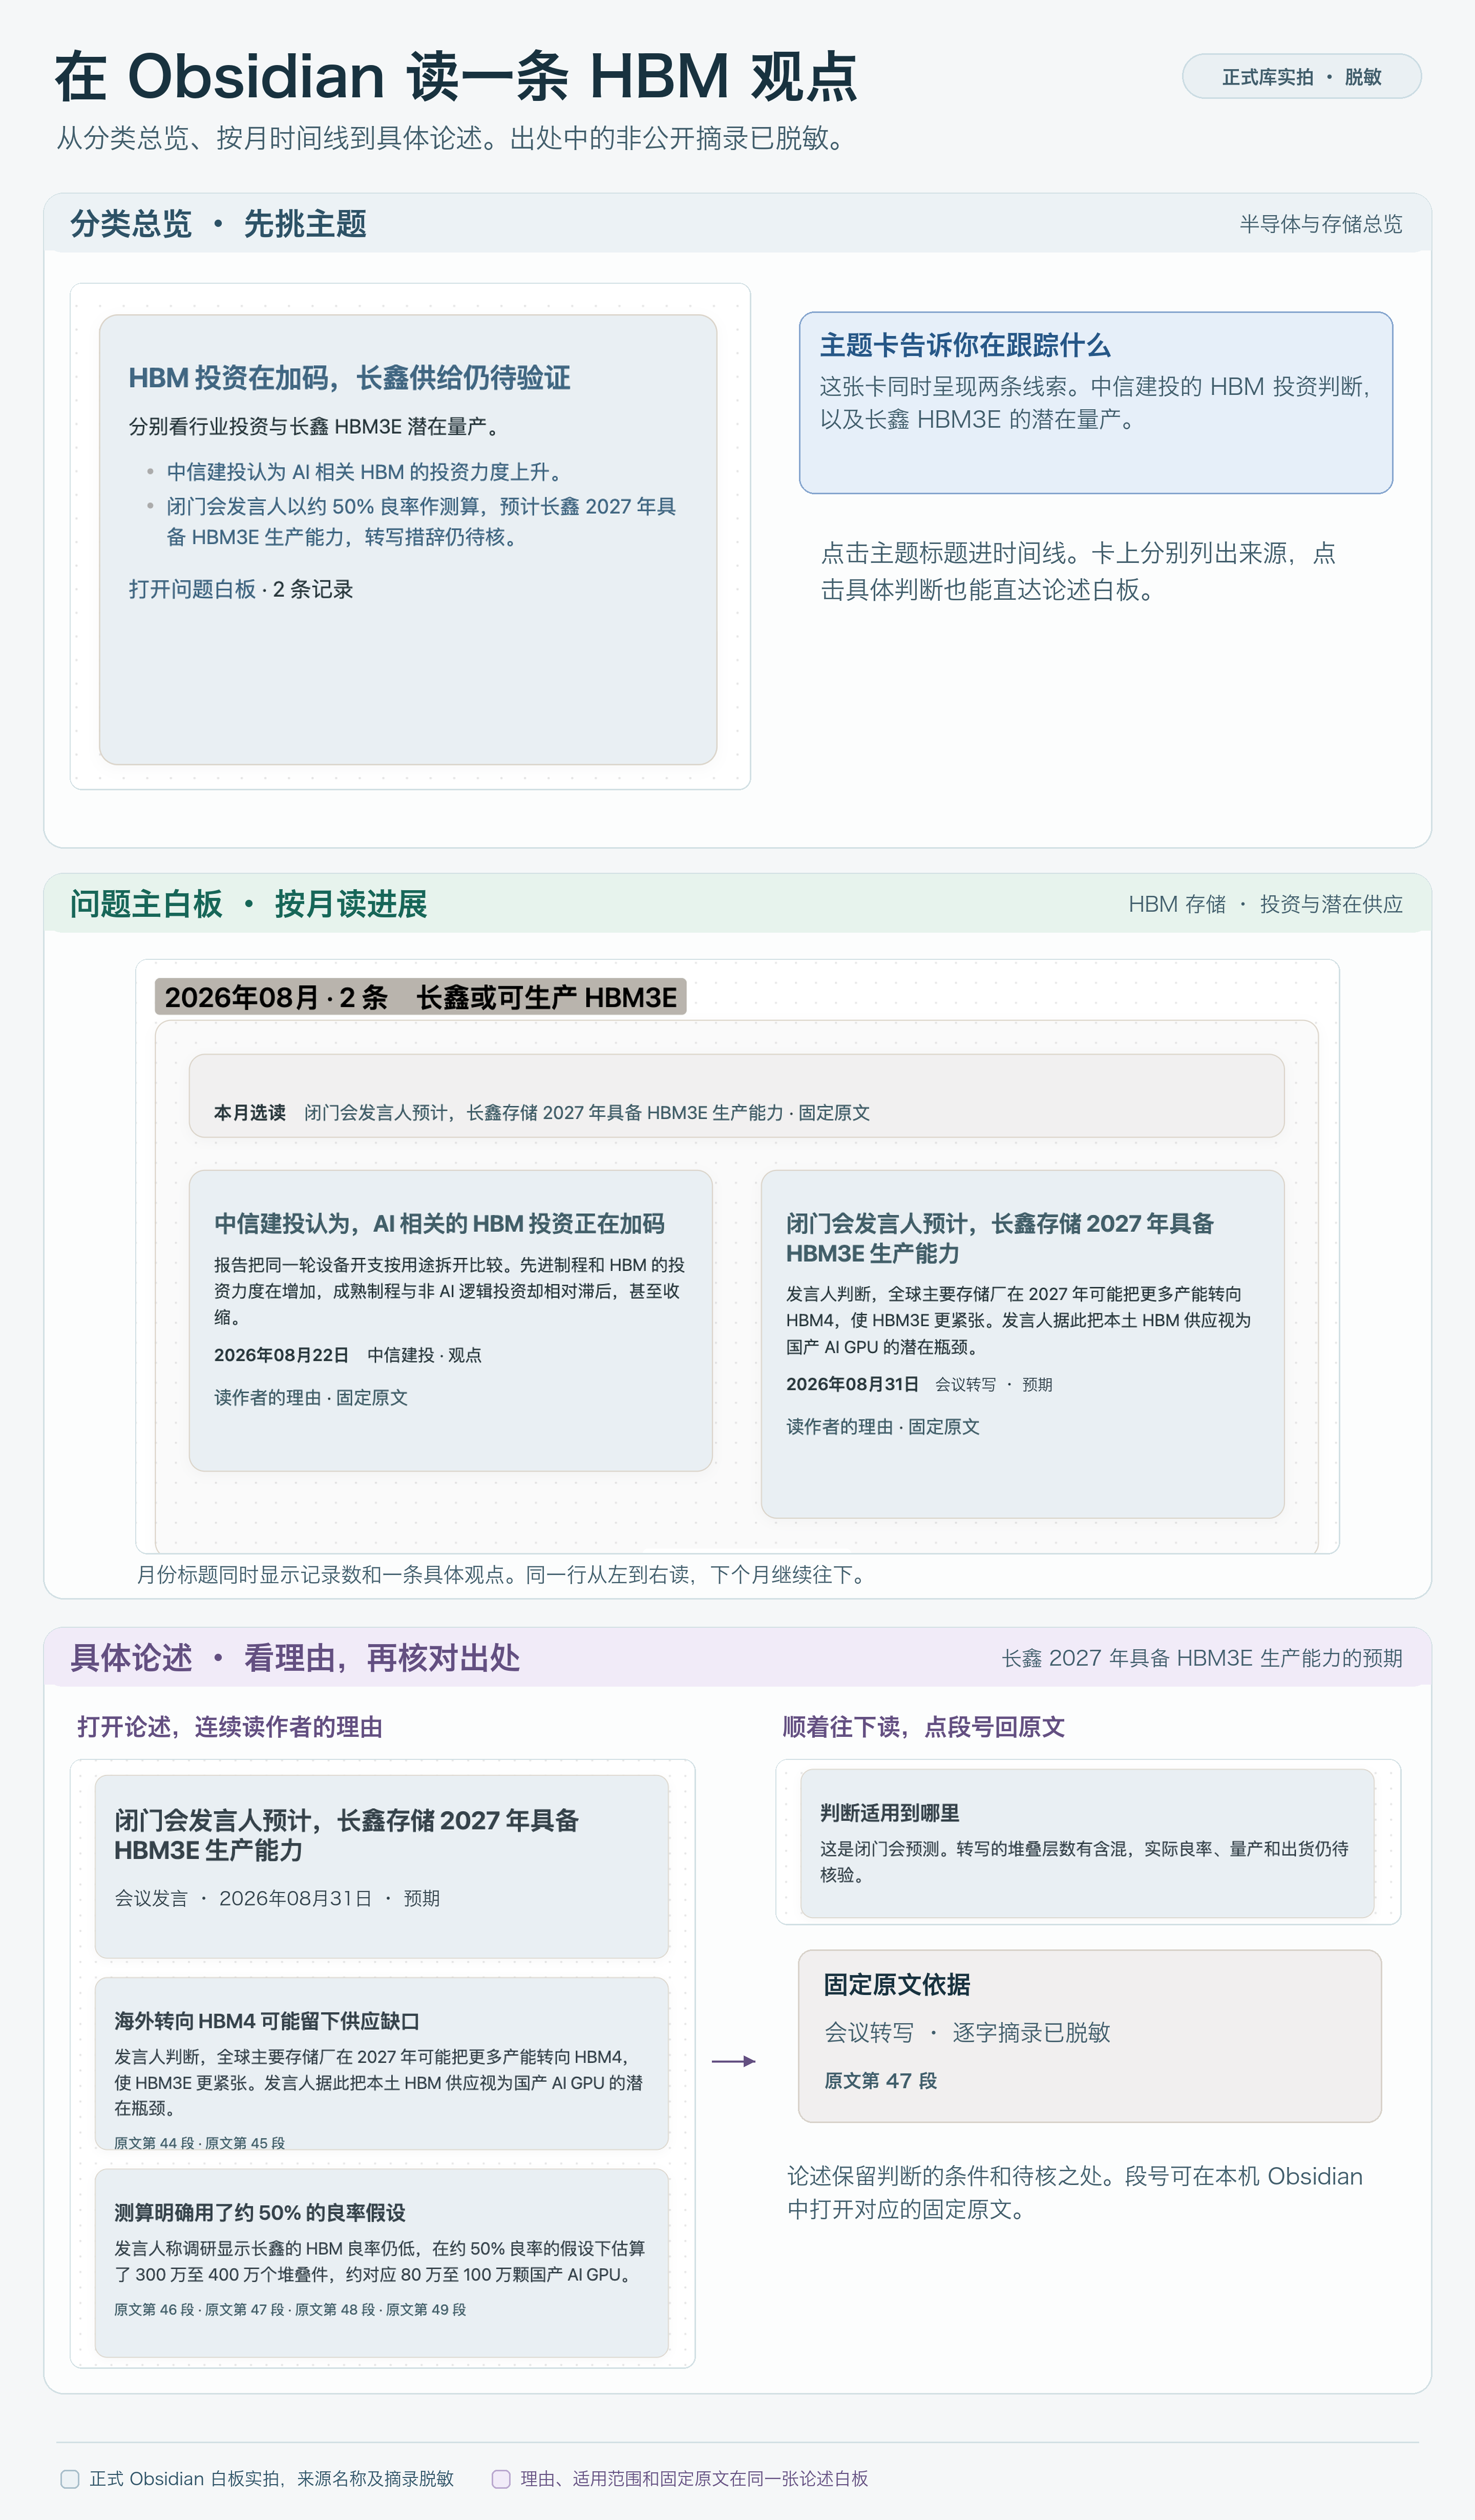 在 Obsidian 读一条 HBM 观点
正式库实拍 · 脱敏
从分类总览、按月时间线到具体论述。出处中的非公开摘录已脱敏。
分类总览 · 先挑主题
半导体与存储总览
HBM 投资在加码，长鑫供给仍待验证
分别看行业投资与长鑫 HBM3E 潜在量产。
• 中信建投认为 AI 相关 HBM 的投资力度上升。
• 闭门会发言人以约 50% 良率作测算，预计长鑫 2027 年具
备 HBM3E 生产能力，转写措辞仍待核。
打开问题白板 · 2 条记录
主题卡告诉你在跟踪什么
这张卡同时呈现两条线索。中信建投的 HBM 投资判断，
以及长鑫 HBM3E 的潜在量产。
点击主题标题进时间线。卡上分别列出来源，点
击具体判断也能直达论述白板。
问题主白板 · 按月读进展
HBM 存储 · 投资与潜在供应
2026年08月 · 2 条 长鑫或可生产 HBM3E
本月选读 闭门会发言人预计，长鑫存储 2027 年具备 HBM3E 生产能力 · 固定原文
中信建投认为，AI 相关的 HBM 投资正在加码
报告把同一轮设备开支按用途拆开比较。先进制程和 HBM 的投
资力度在增加，成熟制程与非 AI 逻辑投资却相对滞后，甚至收
缩。
2026年08月22日 中信建投 · 观点
读作者的理由 · 固定原文
闭门会发言人预计，长鑫存储 2027 年具备
HBM3E 生产能力
发言人判断，全球主要存储厂在 2027 年可能把更多产能转向
HBM4，使 HBM3E 更紧张。发言人据此把本土 HBM 供应视为
国产 AI GPU 的潜在瓶颈。
2026年08月31日 会议转写 · 预期
读作者的理由 · 固定原文
月份标题同时显示记录数和一条具体观点。同一行从左到右读，下个月继续往下。
具体论述 · 看理由，再核对出处
长鑫 2027 年具备 HBM3E 生产能力的预期
打开论述，连续读作者的理由
闭门会发言人预计，长鑫存储 2027 年具备
HBM3E 生产能力
会议发言 · 2026年08月31日 · 预期
海外转向 HBM4 可能留下供应缺口
发言人判断，全球主要存储厂在 2027 年可能把更多产能转向 HBM4，
使 HBM3E 更紧张。发言人据此把本土 HBM 供应视为国产 AI GPU 的潜
在瓶颈。
原文第 44 段 · 原文第 45 段
测算明确用了约 50% 的良率假设
发言人称调研显示长鑫的 HBM 良率仍低，在约 50% 良率的假设下估算
了 300 万至 400 万个堆叠件，约对应 80 万至 100 万颗国产 AI GPU。
原文第 46 段 · 原文第 47 段 · 原文第 48 段 · 原文第 49 段
顺着往下读，点段号回原文
判断适用到哪里
这是闭门会预测。转写的堆叠层数有含混，实际良率、量产和出货仍待
核验。
固定原文依据
会议转写 · 逐字摘录已脱敏
原文第 47 段
论述保留判断的条件和待核之处。段号可在本机 Obsidian
中打开对应的固定原文。
正式 Obsidian 白板实拍，来源名称及摘录脱敏
理由、适用范围和固定原文在同一张论述白板